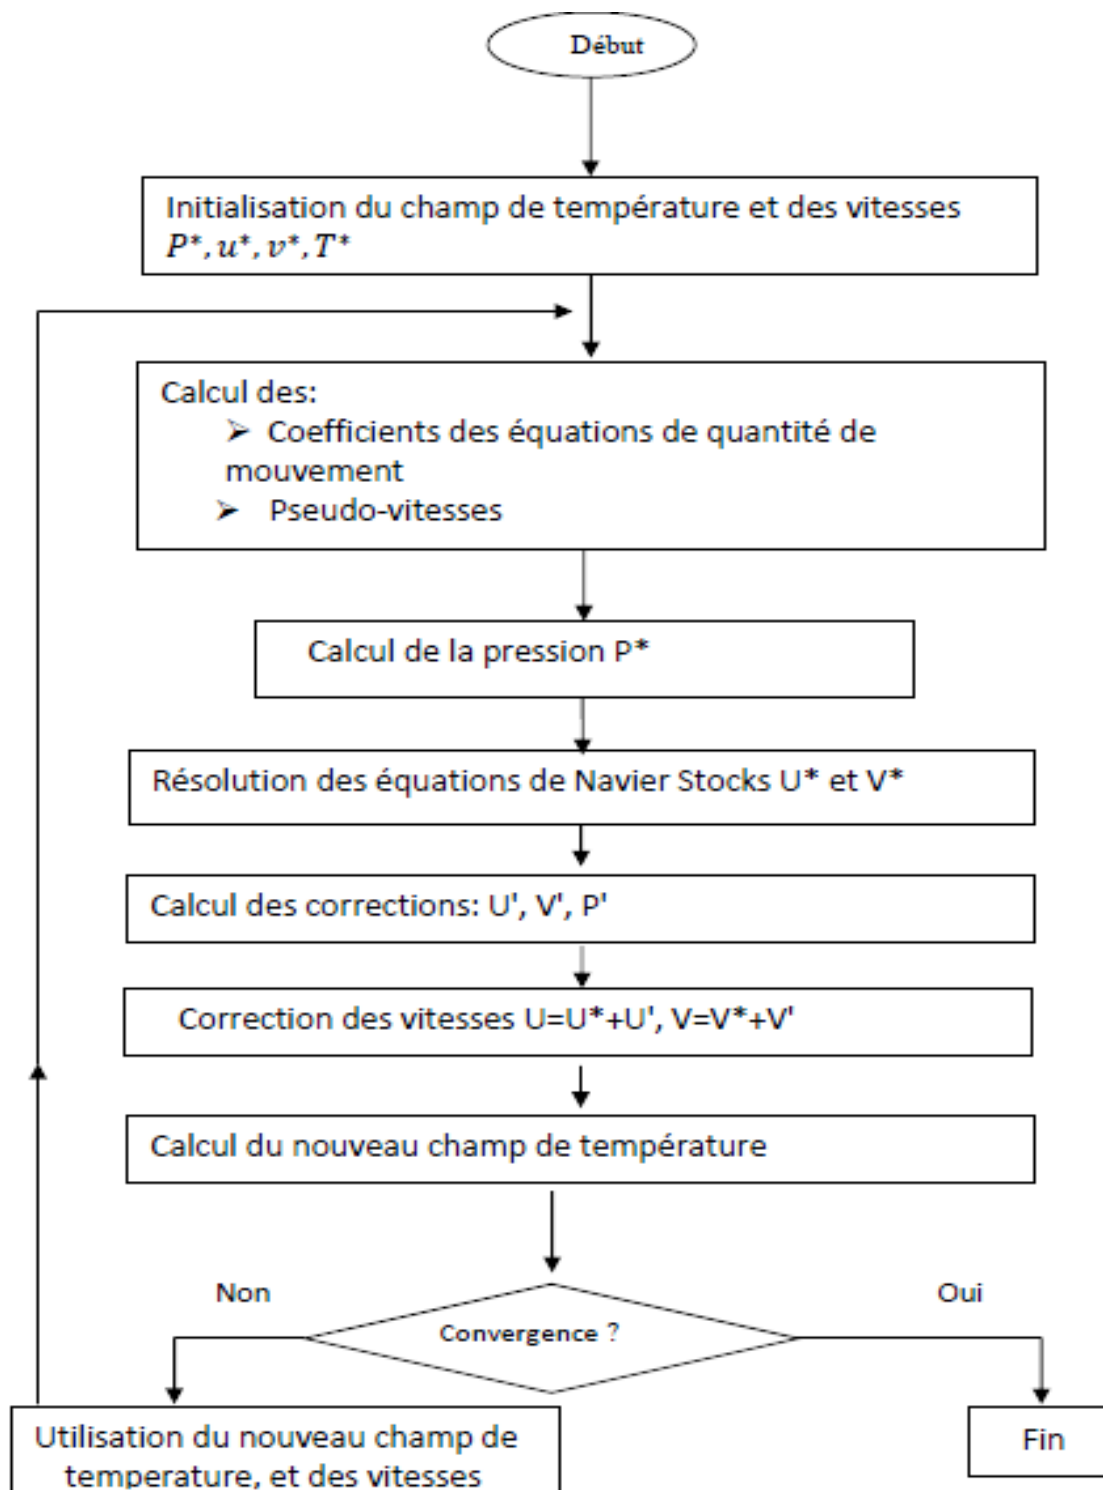 Début
Initialisation du champ de température et des vitesses
P*, u*, v*, T*
Calcul des:
➢ Coefficients des équations de quantité de
mouvement
➢ Pseudo-vitesses
Calcul de la pression P*
Résolution des équations de Navier Stocks U* et V*
Calcul des corrections: U', V', P'
Correction des vitesses U=U*+U', V=V*+V'
Calcul du nouveau champ de température
Non
Oui
Convergence ?
Utilisation du nouveau champ de
temperature, et des vitesses
Fin